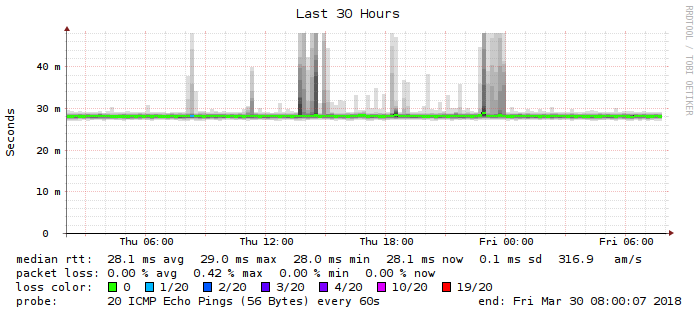 Last 30 Hours
RRDTOOL / TOBI OETIKER
Seconds
40 m
30 m
20 m
10 m
0
Thu 06:00 Thu 12:00 Thu 18:00 Fri 00:00 Fri 06:00
median rtt: 28.1 ms avg 29.0 ms max 28.0 ms min 28.1 ms now 0.1 ms sd 316.9 am/s
packet loss: 0.00 % avg 0.42 % max 0.00 % min 0.00 % now
loss color: 0 1/20 2/20 3/20 4/20 10/20 19/20
probe: 20 ICMP Echo Pings (56 Bytes) every 60s end: Fri Mar 30 08:00:07 2018